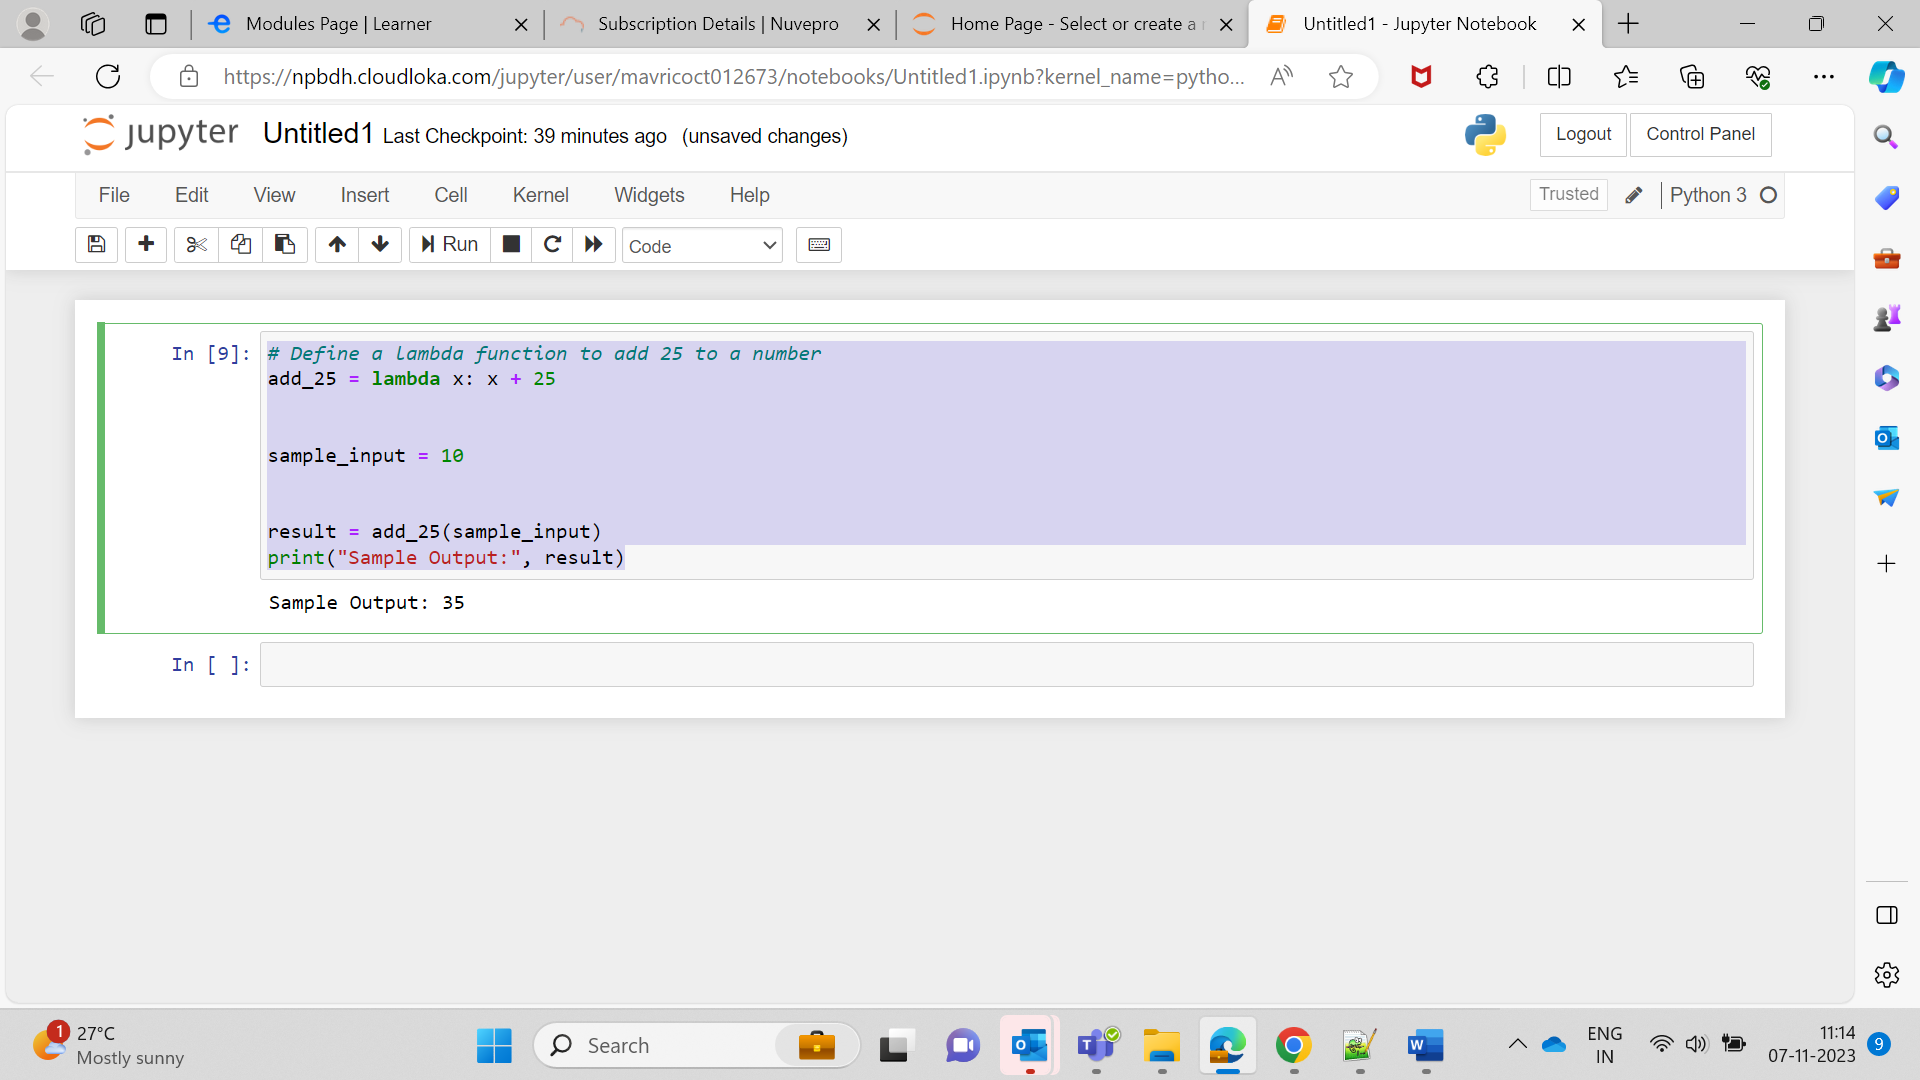 Modules Page | Learner
Subscription Details | Nuvepro
Home Page - Select or create a
Untitled1 - Jupyter Notebook
https://npbdh.cloudloka.com/jupyter/user/mavricoct012673/notebooks/Untitled1.ipynb?kernel_name=pytho...
jupyter Untitled1 Last Checkpoint: 39 minutes ago (unsaved changes)
Logout
Control Panel
File Edit View Insert Cell Kernel Widgets Help
Trusted
Python 3
Run
Code
In [9]:
# Define a lambda function to add 25 to a number
add_25 = lambda x: x + 25
sample_input = 10
result = add_25(sample_input)
print("Sample Output:", result)
Sample Output: 35
In [ ]:
1
27°C
Mostly sunny
Search
ENG
IN
11:14
07-11-2023
9